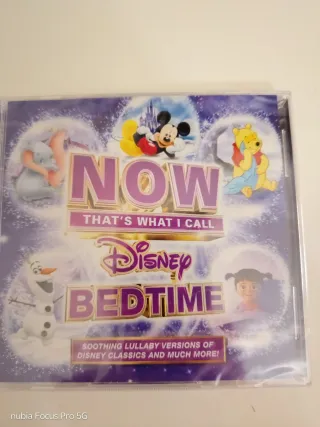 NOW
THAT'S WHAT I CALL
Disney
BEDTIME
SOOTHING LULLABY VERSIONS OF
DISNEY CLASSICS AND MUCH MORE!
nubia Focus Pro 5G